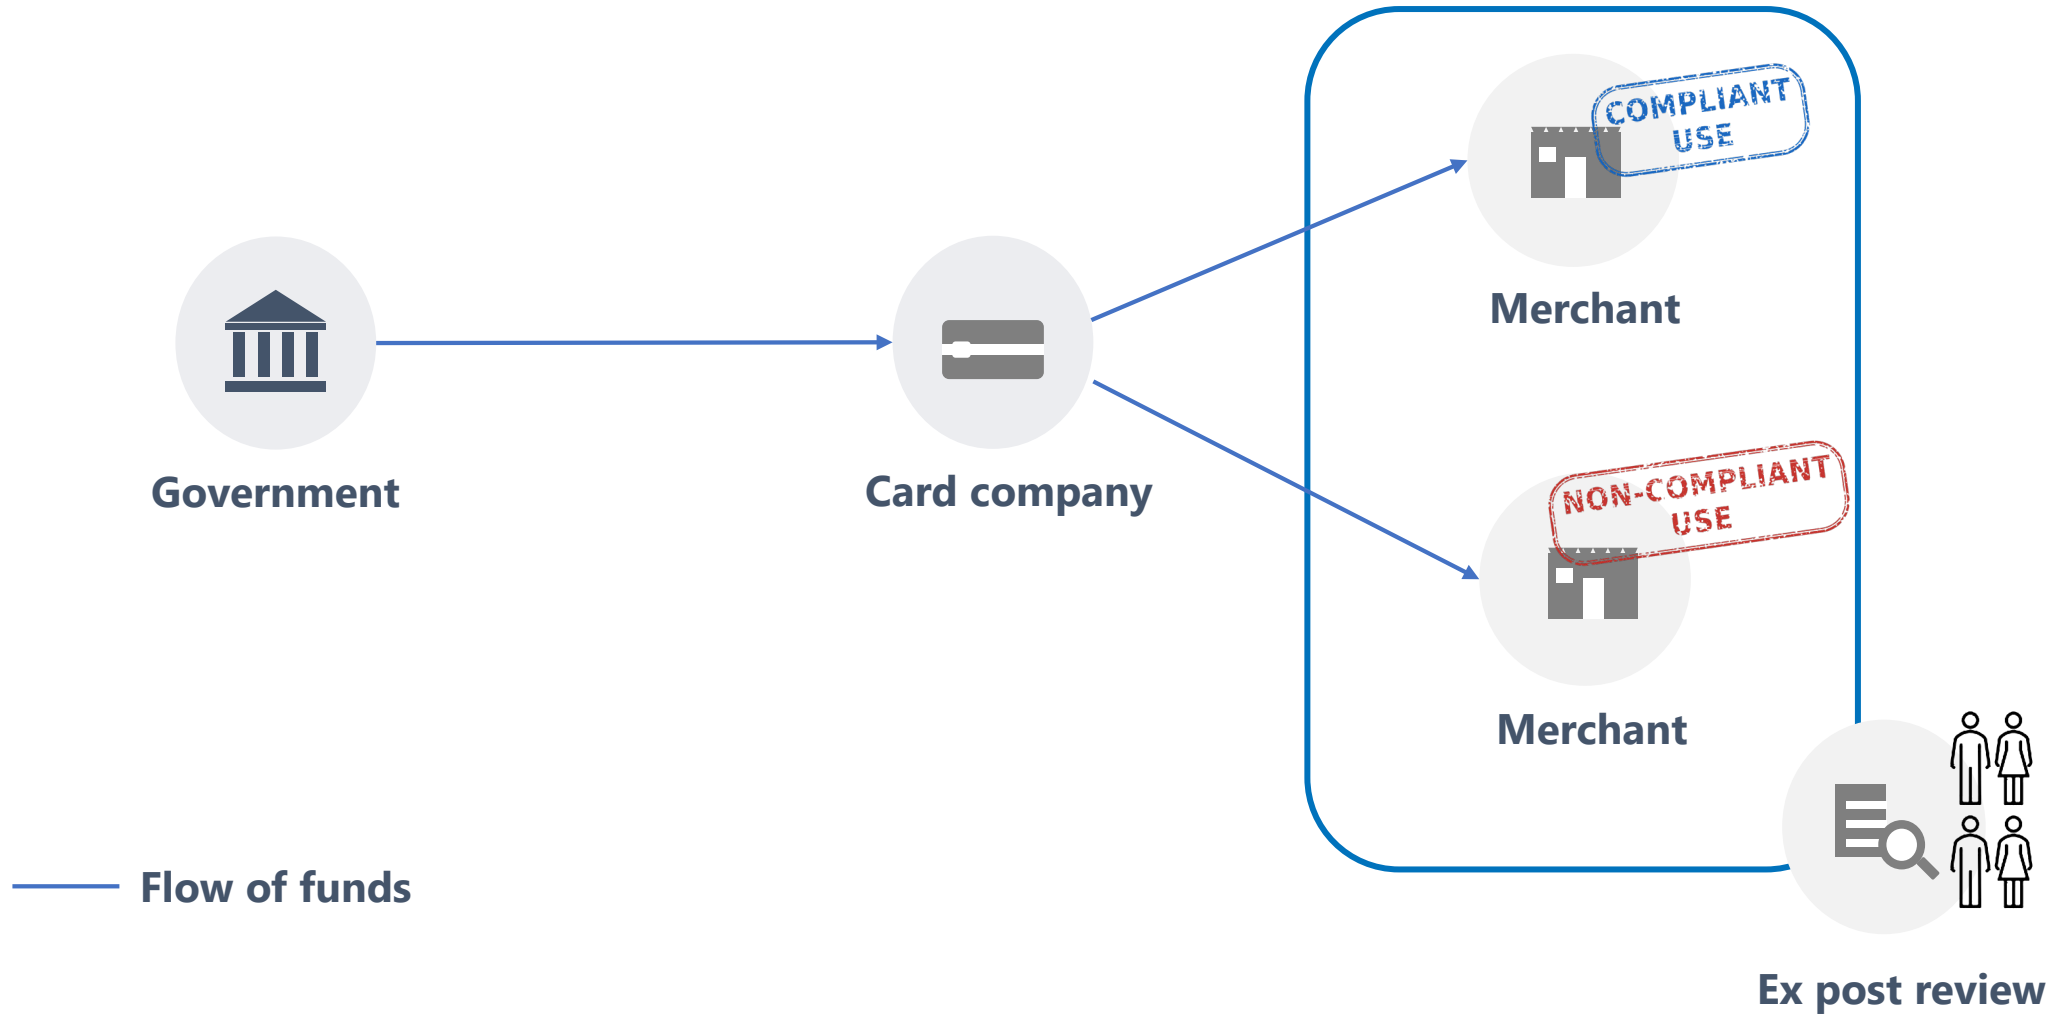 COMPLIANT
USE
Merchant
Government
Card company
NON-COMPLIANT
USE
Merchant
Flow of funds
Ex post review